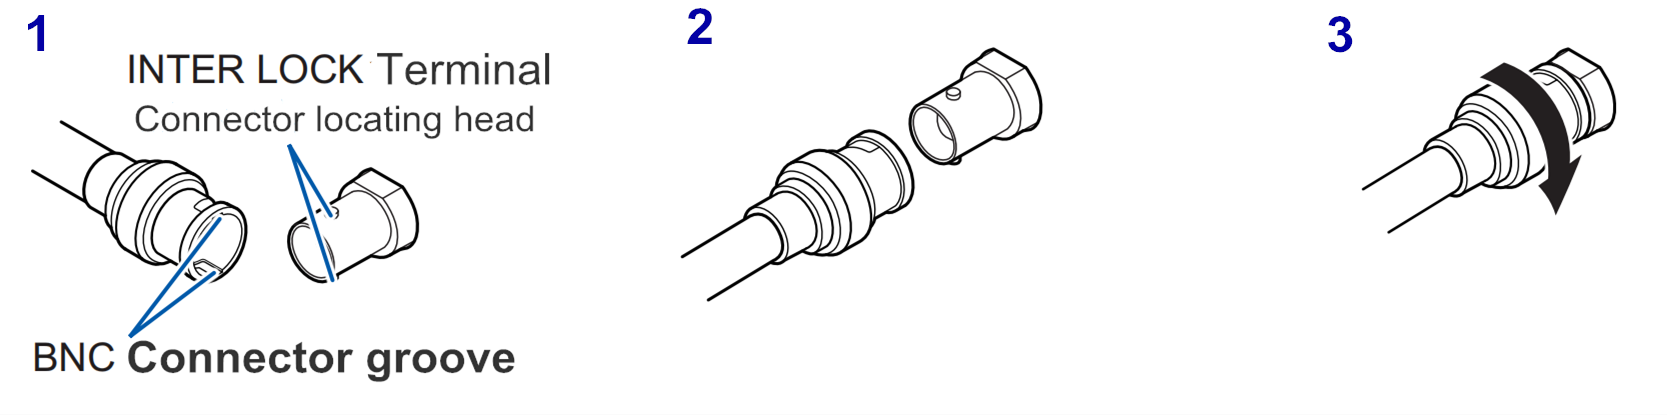 1
INTER LOCK Terminal
Connector locating head
BNC Connector groove
2
3